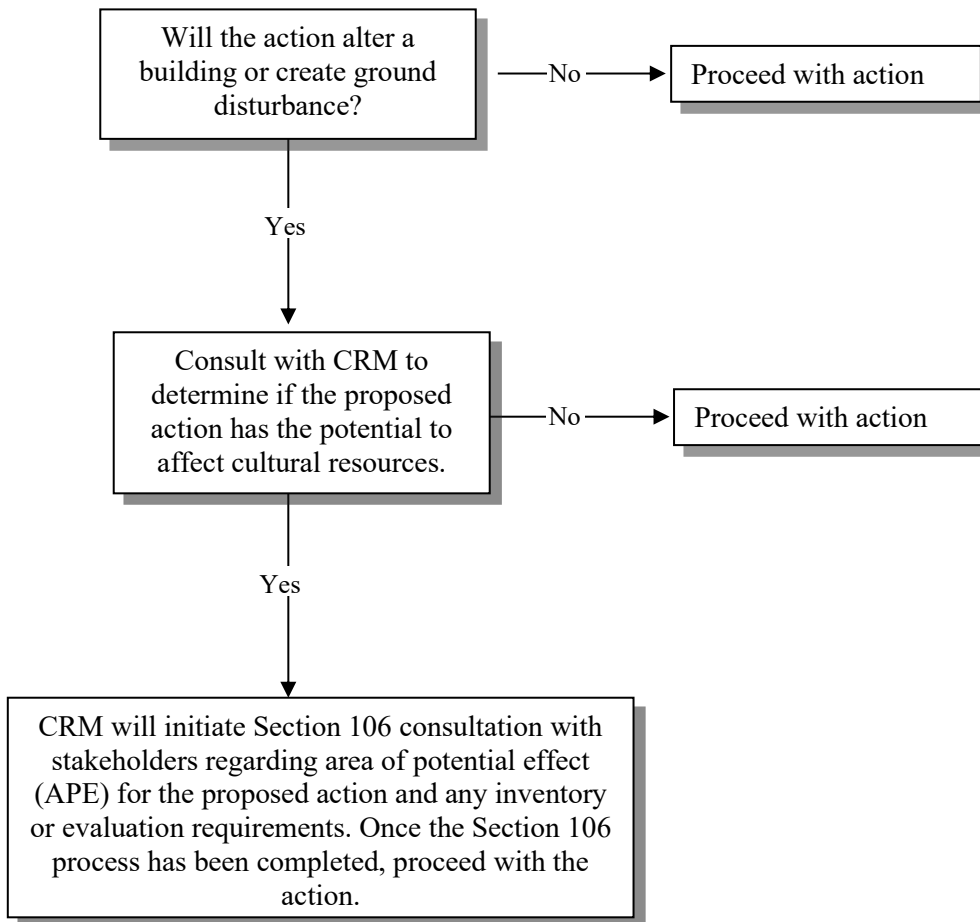 Will the action alter a
building or create ground
disturbance?
No
Proceed with action
Yes
Consult with CRM to
determine if the proposed
action has the potential to
affect cultural resources.
No
Proceed with action
Yes
CRM will initiate Section 106 consultation with
stakeholders regarding area of potential effect
(APE) for the proposed action and any inventory
or evaluation requirements. Once the Section 106
process has been completed, proceed with the
action.